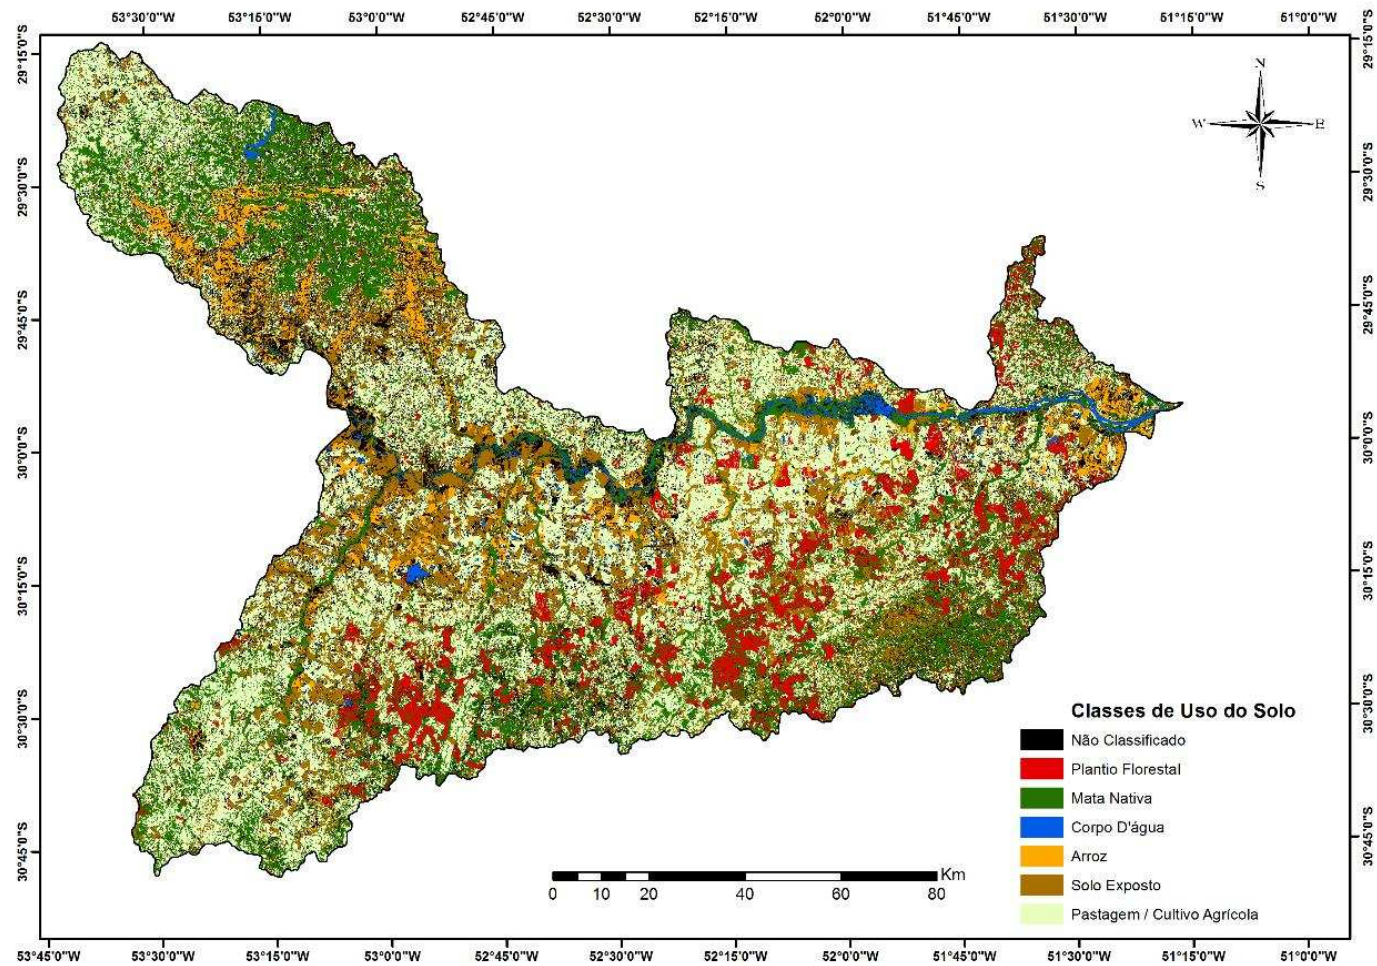 53°30'0"W 53°15'0"W 53°0'0"W 52°45'0"W 52°30'0"W 52°15'0"W 52°0'0"W 51°45'0"W 51°30'0"W 51°15'0"W 51°0'0"W
29°15'0"S
29°15'0"S
N
W E
S
29°30'0"S
29°30'0"S
29°45'0"S
29°45'0"S
30°0'0"S
30°0'0"S
30°15'0"S
30°15'0"S
30°30'0"S
30°30'0"S
30°45'0"S
30°45'0"S
Classes de Uso do Solo
Não Classificado
Plantio Florestal
Mata Nativa
Corpo D'água
Arroz
Solo Exposto
Pastagem / Cultivo Agrícola
Km
0 10 20 40 60 80
53°45'0"W 53°30'0"W 53°15'0"W 53°0'0"W 52°45'0"W 52°30'0"W 52°15'0"W 52°0'0"W 51°45'0"W 51°30'0"W 51°15'0"W 51°0'0"W